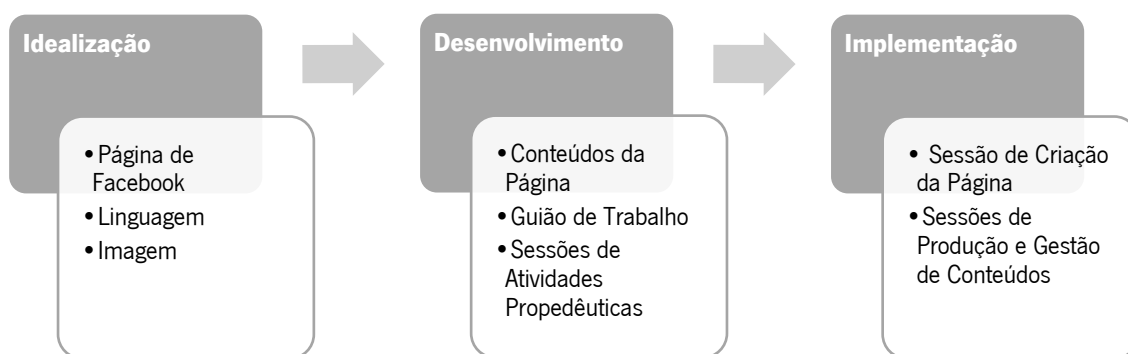 Idealização
•Página de
Facebook
•Linguagem
•Imagem
Desenvolvimento
•Conteúdos da
Página
•Guião de Trabalho
•Sessões de
Atividades
Propedêuticas
Implementação
• Sessão de Criação
da Página
•Sessões de
Produção e Gestão
de Conteúdos